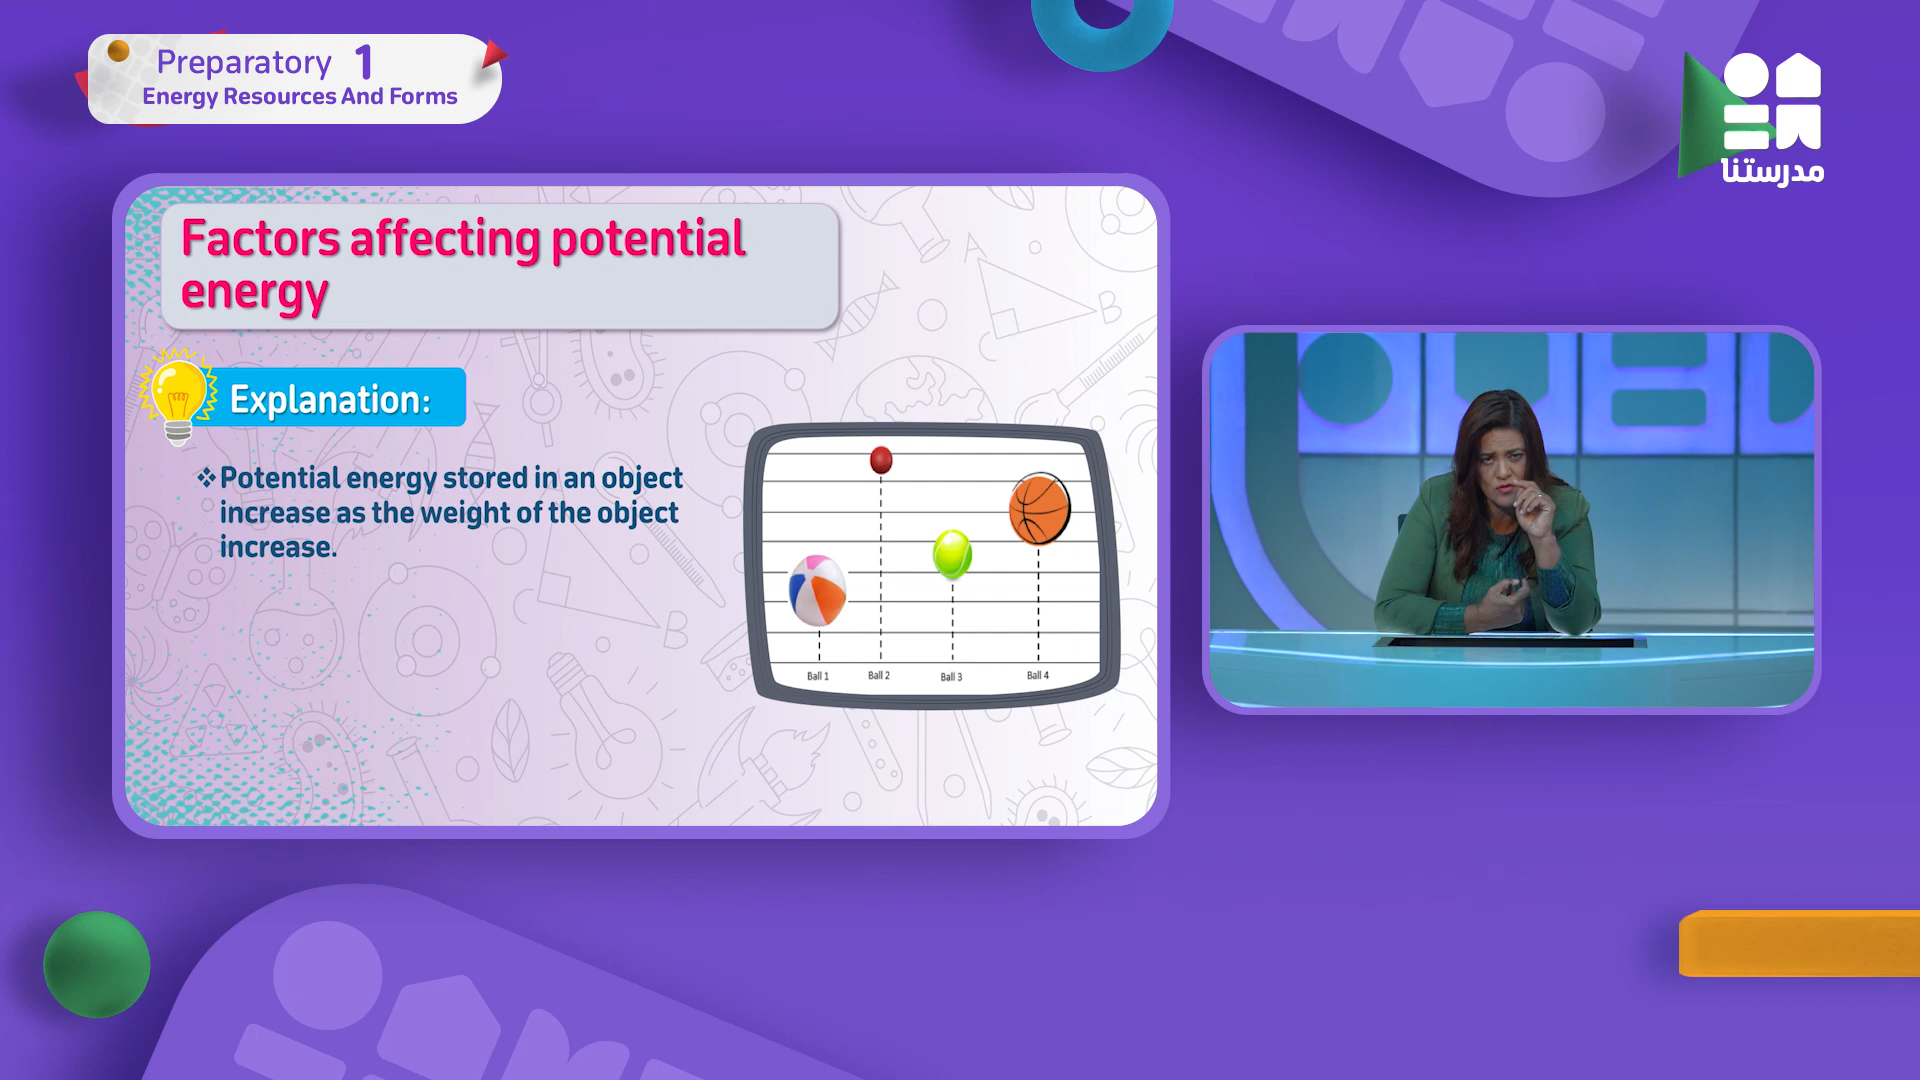 Preparatory 1
Energy Resources And Forms
مدرستنا
Factors affecting potential
energy
Explanation:
❖Potential energy stored in an object
increase as the weight of the object
increase.
Ball 1 Ball 2 Ball 3 Ball 4
A
B
C
B
C